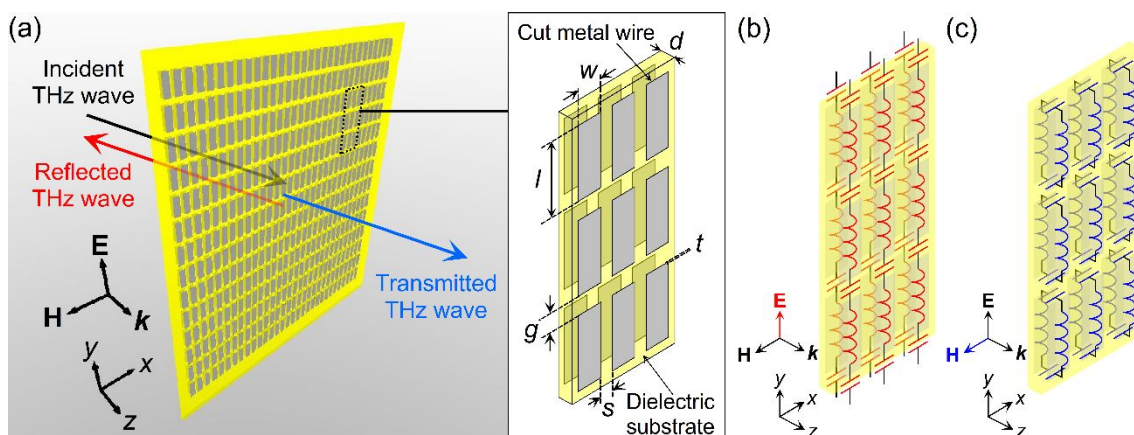 (a)
Incident
THz wave
Reflected
THz wave
Transmitted
THz wave
E
H
k
y
x
z
Cut metal wire
d
w
l
t
g
s
Dielectric
substrate
(b)
E
H
k
y
x
z
(c)
E
H
k
y
x
z